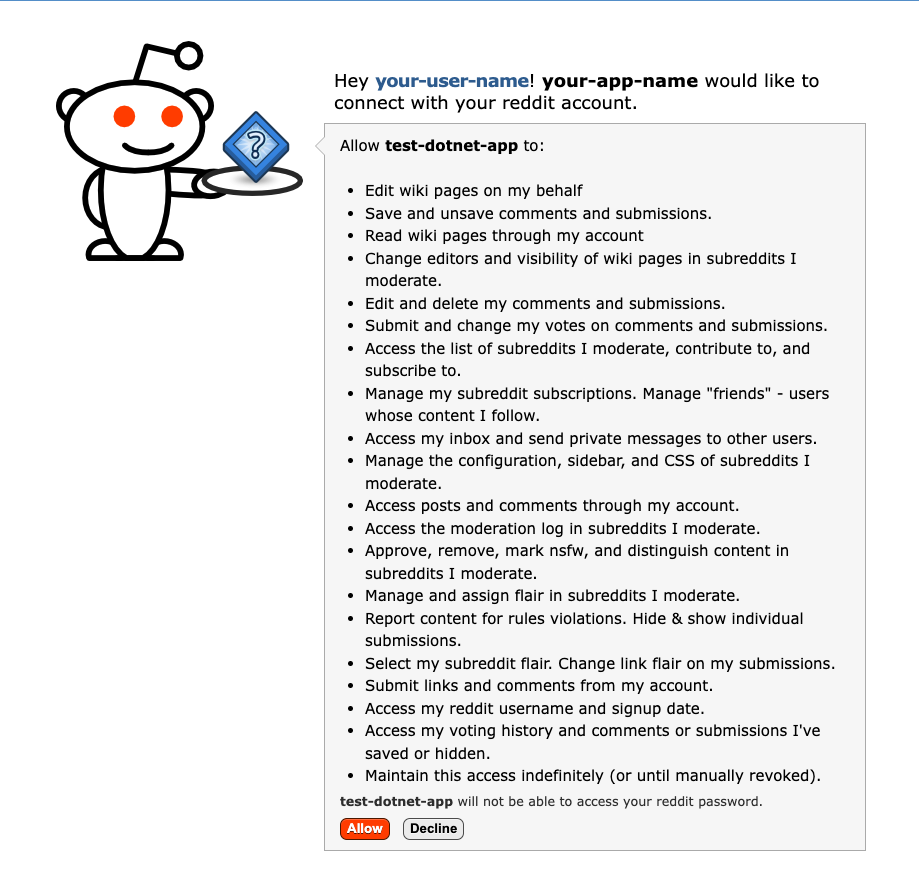 Hey your-user-name! your-app-name would like to
connect with your reddit account.
Allow test-dotnet-app to:
• Edit wiki pages on my behalf
• Save and unsave comments and submissions.
• Read wiki pages through my account
• Change editors and visibility of wiki pages in subreddits I
moderate.
• Edit and delete my comments and submissions.
• Submit and change my votes on comments and submissions.
• Access the list of subreddits I moderate, contribute to, and
subscribe to.
• Manage my subreddit subscriptions. Manage "friends" - users
whose content I follow.
• Access my inbox and send private messages to other users.
• Manage the configuration, sidebar, and CSS of subreddits I
moderate.
• Access posts and comments through my account.
• Access the moderation log in subreddits I moderate.
• Approve, remove, mark nsfw, and distinguish content in
subreddits I moderate.
• Manage and assign flair in subreddits I moderate.
• Report content for rules violations. Hide & show individual
submissions.
• Select my subreddit flair. Change link flair on my submissions.
• Submit links and comments from my account.
• Access my reddit username and signup date.
• Access my voting history and comments or submissions I've
saved or hidden.
• Maintain this access indefinitely (or until manually revoked).
test-dotnet-app will not be able to access your reddit password.
Allow Decline
?